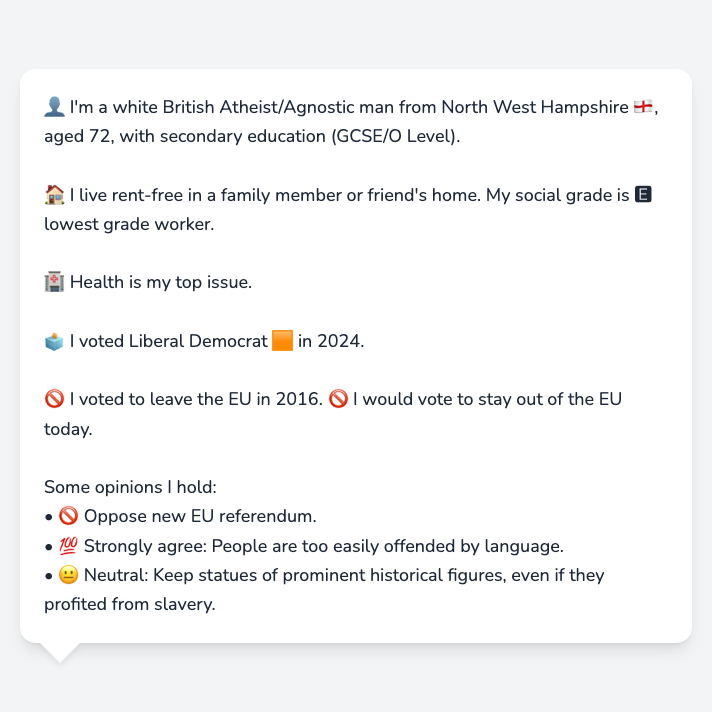 👤 I'm a white British Atheist/Agnostic man from North West Hampshire 🏴󠁧󠁢󠁥󠁮󠁧󠁿,
aged 72, with secondary education (GCSE/O Level).
🏠 I live rent-free in a family member or friend's home. My social grade is 🅴
lowest grade worker.
🏥 Health is my top issue.
🗳️ I voted Liberal Democrat 🟧 in 2024.
🚫 I voted to leave the EU in 2016. 🚫 I would vote to stay out of the EU
today.
Some opinions I hold:
• 🚫 Oppose new EU referendum.
• 💯 Strongly agree: People are too easily offended by language.
• 😐 Neutral: Keep statues of prominent historical figures, even if they
profited from slavery.